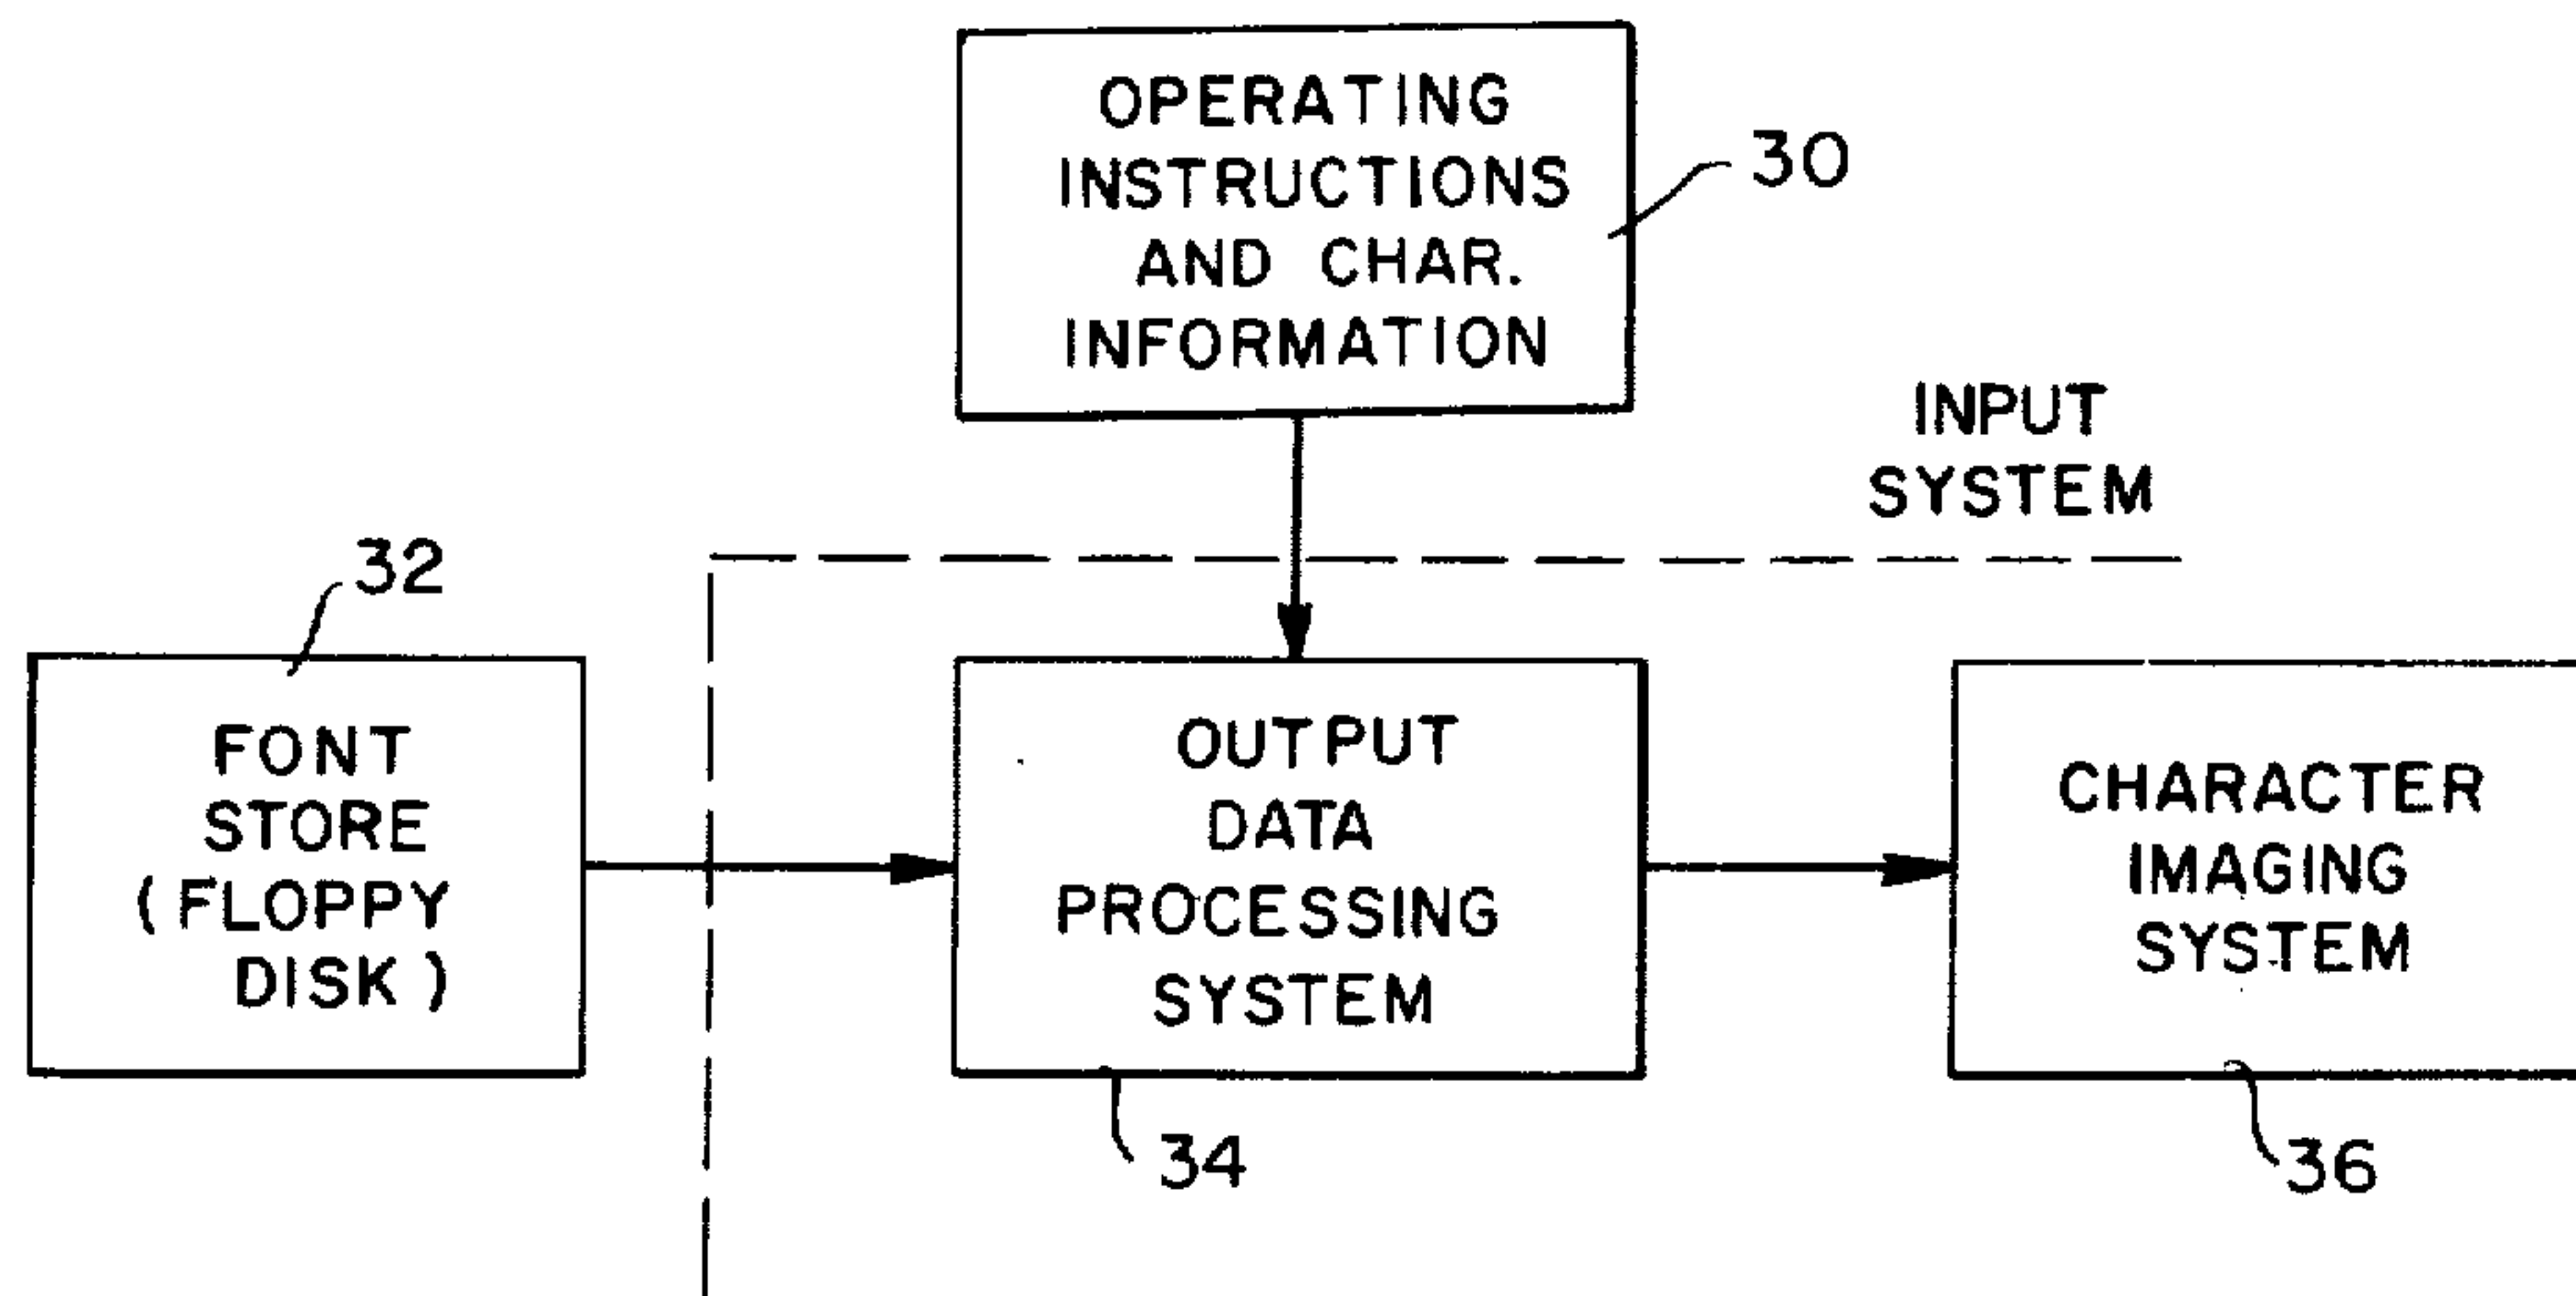 OPERATING
INSTRUCTIONS
AND CHAR.
INFORMATION
30
INPUT
SYSTEM
32
FONT
STORE
(FLOPPY
DISK)
OUTPUT
DATA
PROCESSING
SYSTEM
34
CHARACTER
IMAGING
SYSTEM
36